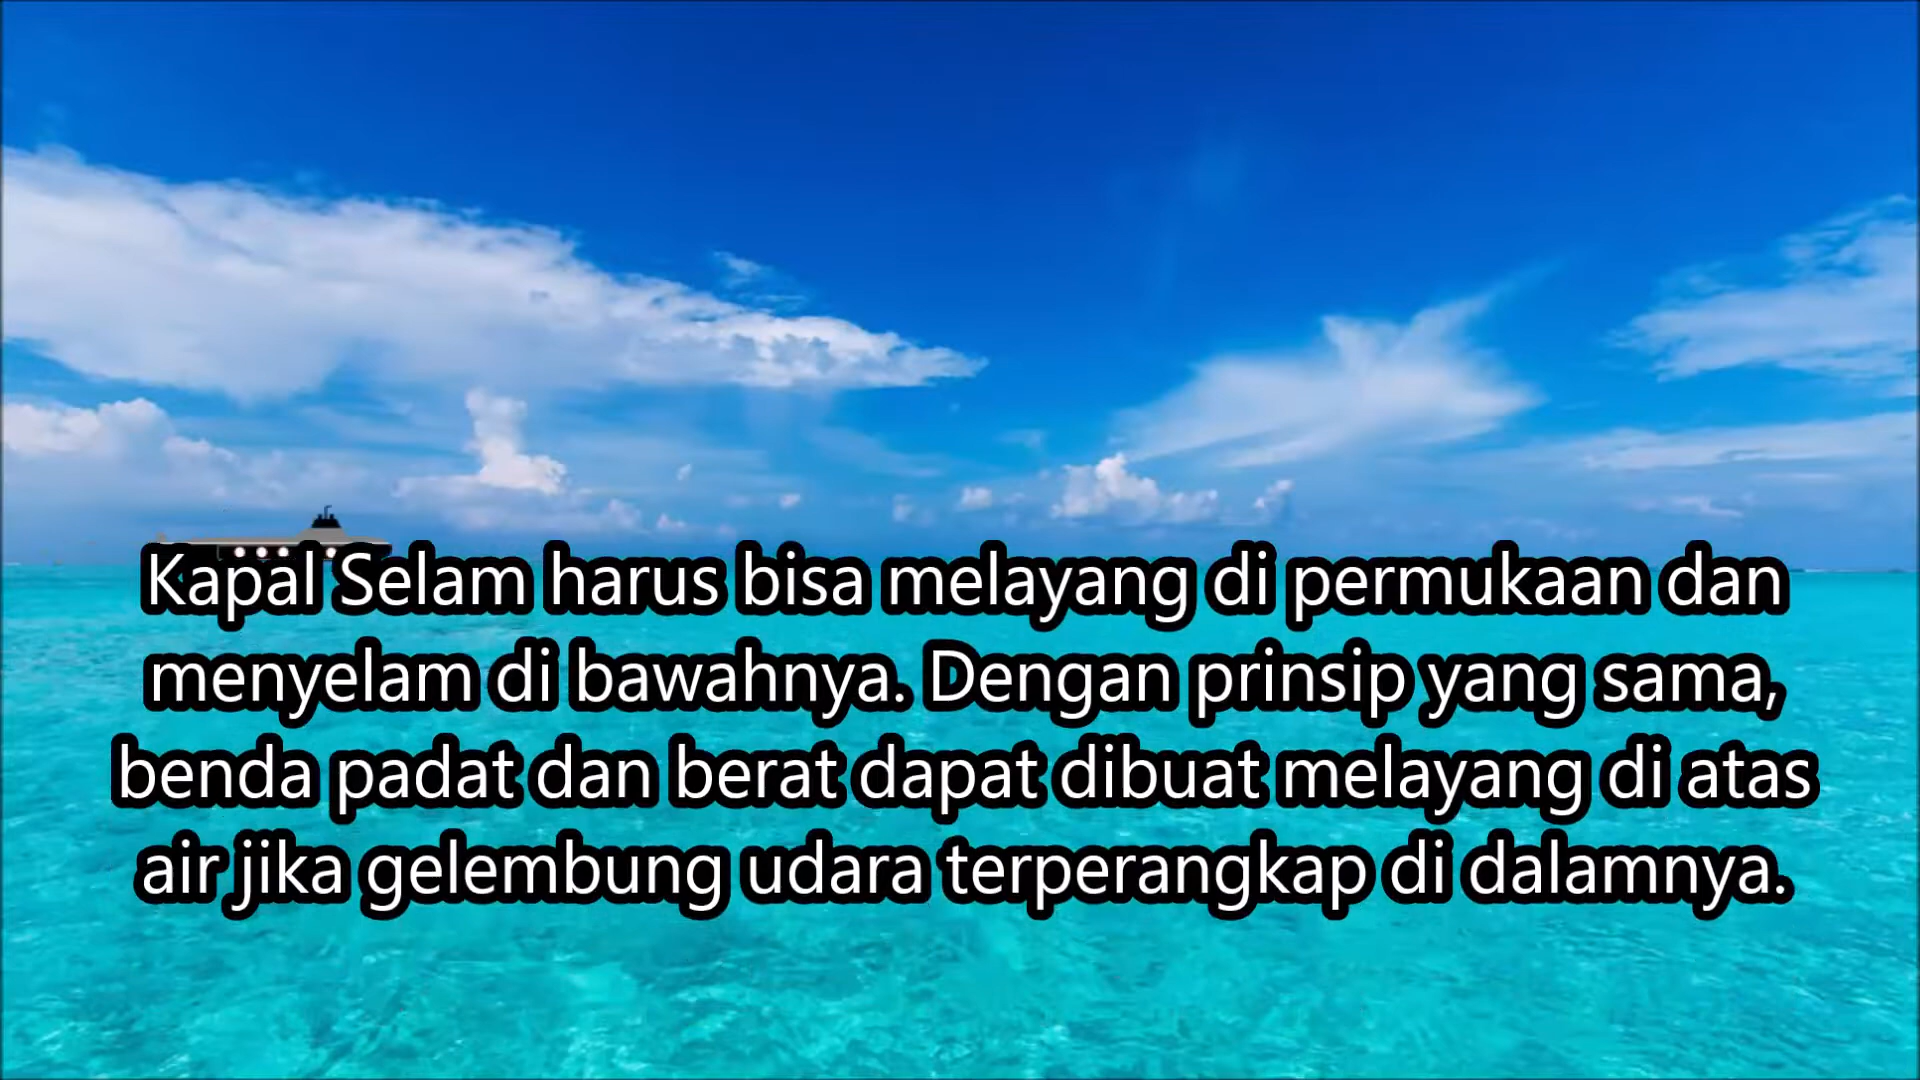 Kapal Selam harus bisa melayang di permukaan dan
menyelam di bawahnya. Dengan prinsip yang sama,
benda padat dan berat dapat dibuat melayang di atas
air jika gelembung udara terperangkap di dalamnya.